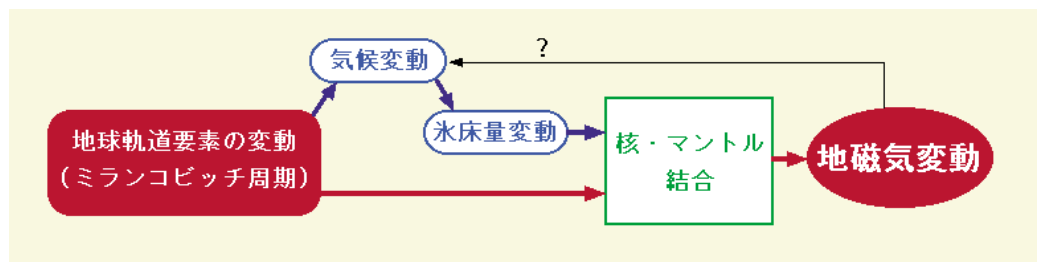 ?
気候変動
氷床量変動
地球軌道要素の変動
(ミランコビッチ周期)
核・マントル
結合
地磁気変動